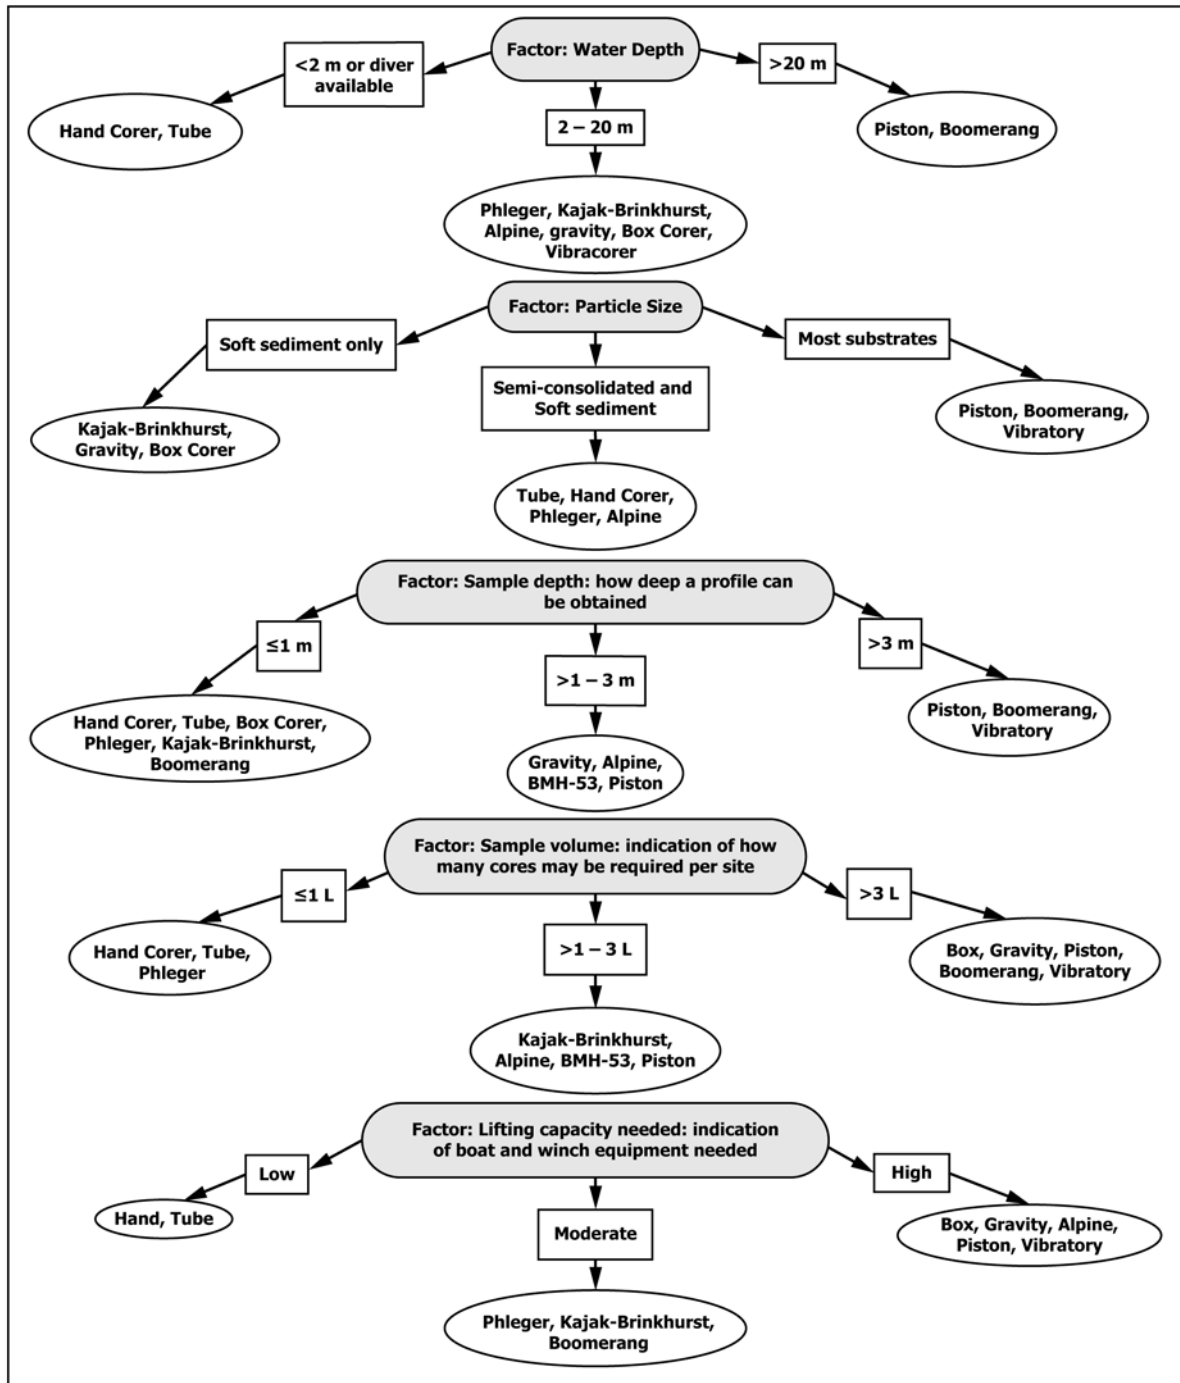 Factor: Water Depth
<2 m or diver
available
>20 m
2 – 20 m
Hand Corer, Tube
Piston, Boomerang
Phleger, Kajak-Brinkhurst,
Alpine, gravity, Box Corer,
Vibracorer
Factor: Particle Size
Soft sediment only
Most substrates
Semi-consolidated and
Soft sediment
Kajak-Brinkhurst,
Gravity, Box Corer
Piston, Boomerang,
Vibratory
Tube, Hand Corer,
Phleger, Alpine
Factor: Sample depth: how deep a profile can
be obtained
≤1 m
>3 m
>1 – 3 m
Hand Corer, Tube, Box Corer,
Phleger, Kajak-Brinkhurst,
Boomerang
Piston, Boomerang,
Vibratory
Gravity, Alpine,
BMH-53, Piston
Factor: Sample volume: indication of how
many cores may be required per site
≤1 L
>3 L
>1 – 3 L
Hand Corer, Tube,
Phleger
Box, Gravity, Piston,
Boomerang, Vibratory
Kajak-Brinkhurst,
Alpine, BMH-53, Piston
Factor: Lifting capacity needed: indication
of boat and winch equipment needed
Low
High
Moderate
Hand, Tube
Box, Gravity, Alpine,
Piston, Vibratory
Phleger, Kajak-Brinkhurst,
Boomerang